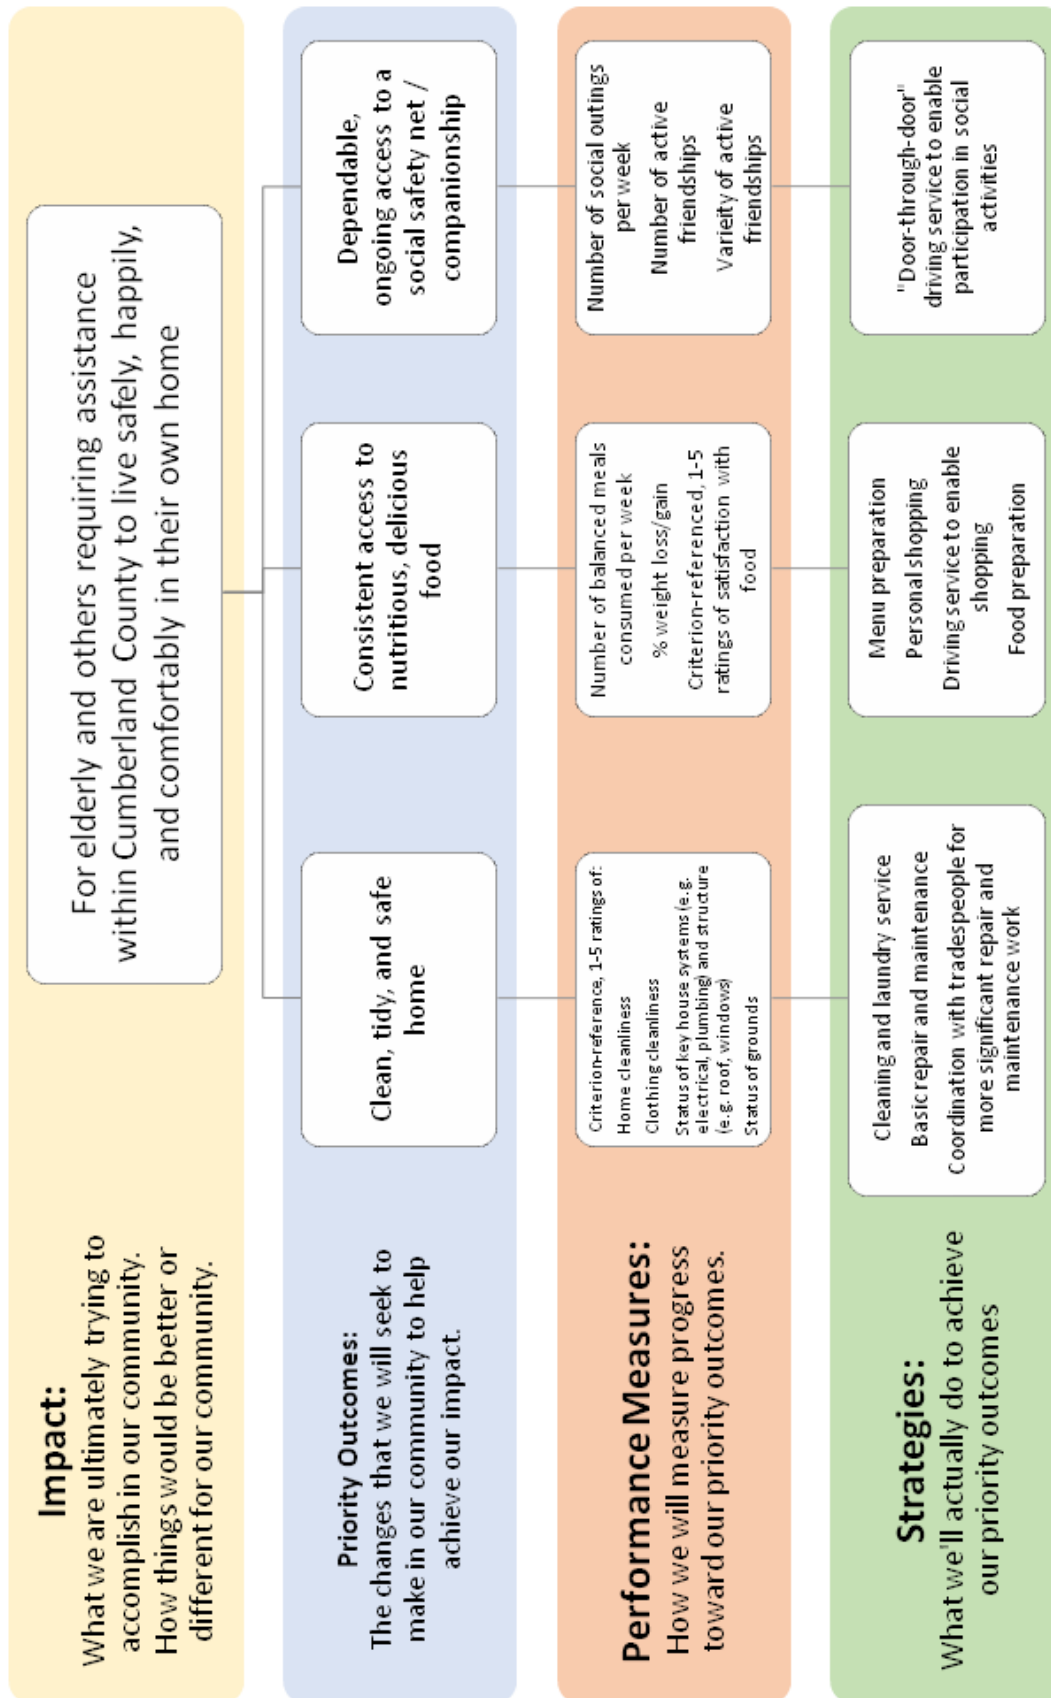 Impact:
What we are ultimately trying to
accomplish in our community.
How things would be better or
different for our community.
For elderly and others requiring assistance
within Cumberland County to live safely, happily,
and comfortably in their own home
Priority Outcomes:
The changes that we will seek to
make in our community to help
achieve our impact.
Clean, tidy, and safe
home
Consistent access to
nutritious, delicious
food
Dependable,
ongoing access to a
social safety net /
companionship
Performance Measures:
How we will measure progress
toward our priority outcomes.
Criterion-reference, 1-5 ratings of:
Home cleanliness
Clothing cleanliness
Status of key house systems (e.g.
electrical, plumbing) and structure
(e.g. roof, windows)
Status of grounds
Number of balanced meals
consumed per week
% weight loss/gain
Criterion-referenced, 1-5
ratings of satisfaction with
food
Number of social outings
per week
Number of active
friendships
Varieity of active
friendships
Strategies:
What we'll actually do to achieve
our priority outcomes
Cleaning and laundry service
Basic repair and maintenance
Coordination with tradespeople for
more significant repair and
maintenance work
Menu preparation
Personal shopping
Driving service to enable
shopping
Food preparation
"Door-through-door"
driving service to enable
participation in social
activities